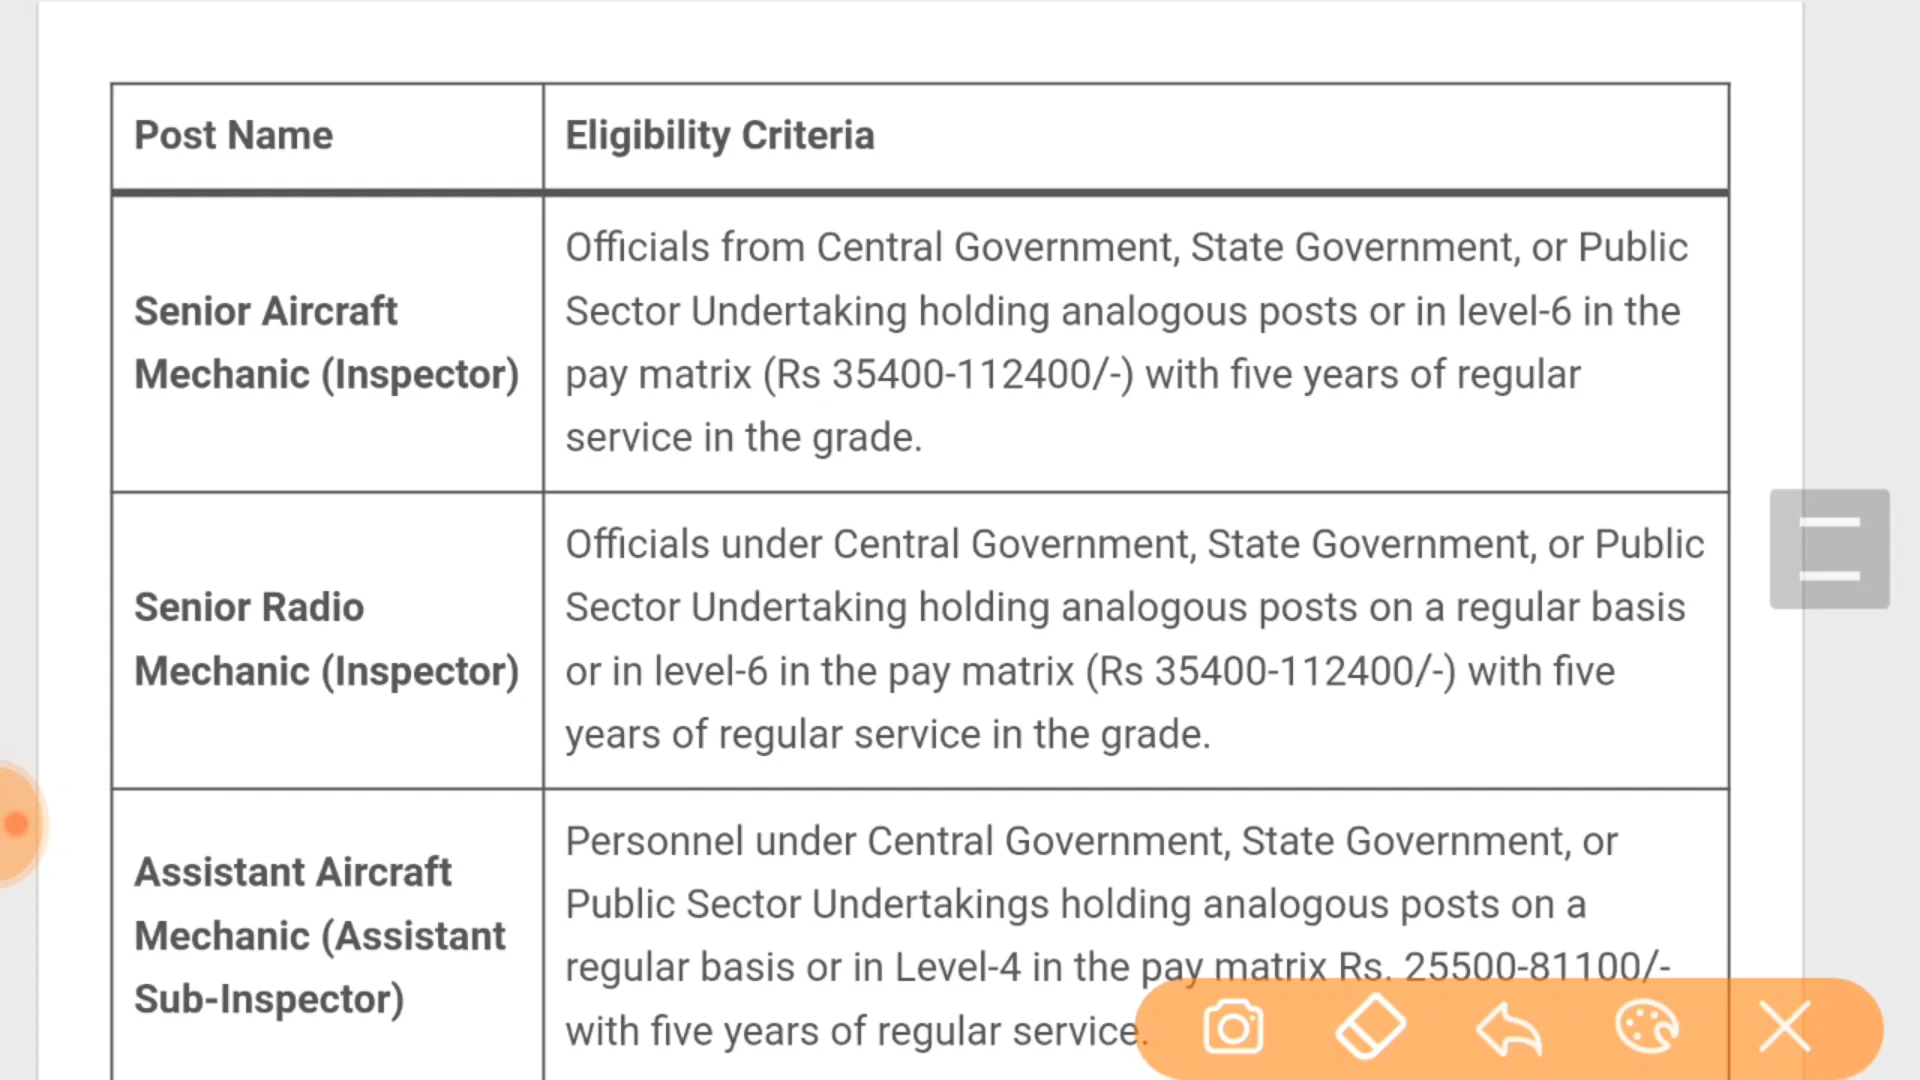 Post Name
Eligibility Criteria
Senior Aircraft
Mechanic (Inspector)
Officials from Central Government, State Government, or Public
Sector Undertaking holding analogous posts or in level-6 in the
pay matrix (Rs 35400-112400/-) with five years of regular
service in the grade.
Senior Radio
Mechanic (Inspector)
Officials under Central Government, State Government, or Public
Sector Undertaking holding analogous posts on a regular basis
or in level-6 in the pay matrix (Rs 35400-112400/-) with five
years of regular service in the grade.
Assistant Aircraft
Mechanic (Assistant
Sub-Inspector)
Personnel under Central Government, State Government, or
Public Sector Undertakings holding analogous posts on a
regular basis or in Level-4 in the pay matrix Rs. 25500-81100/-
with five years of regular service.